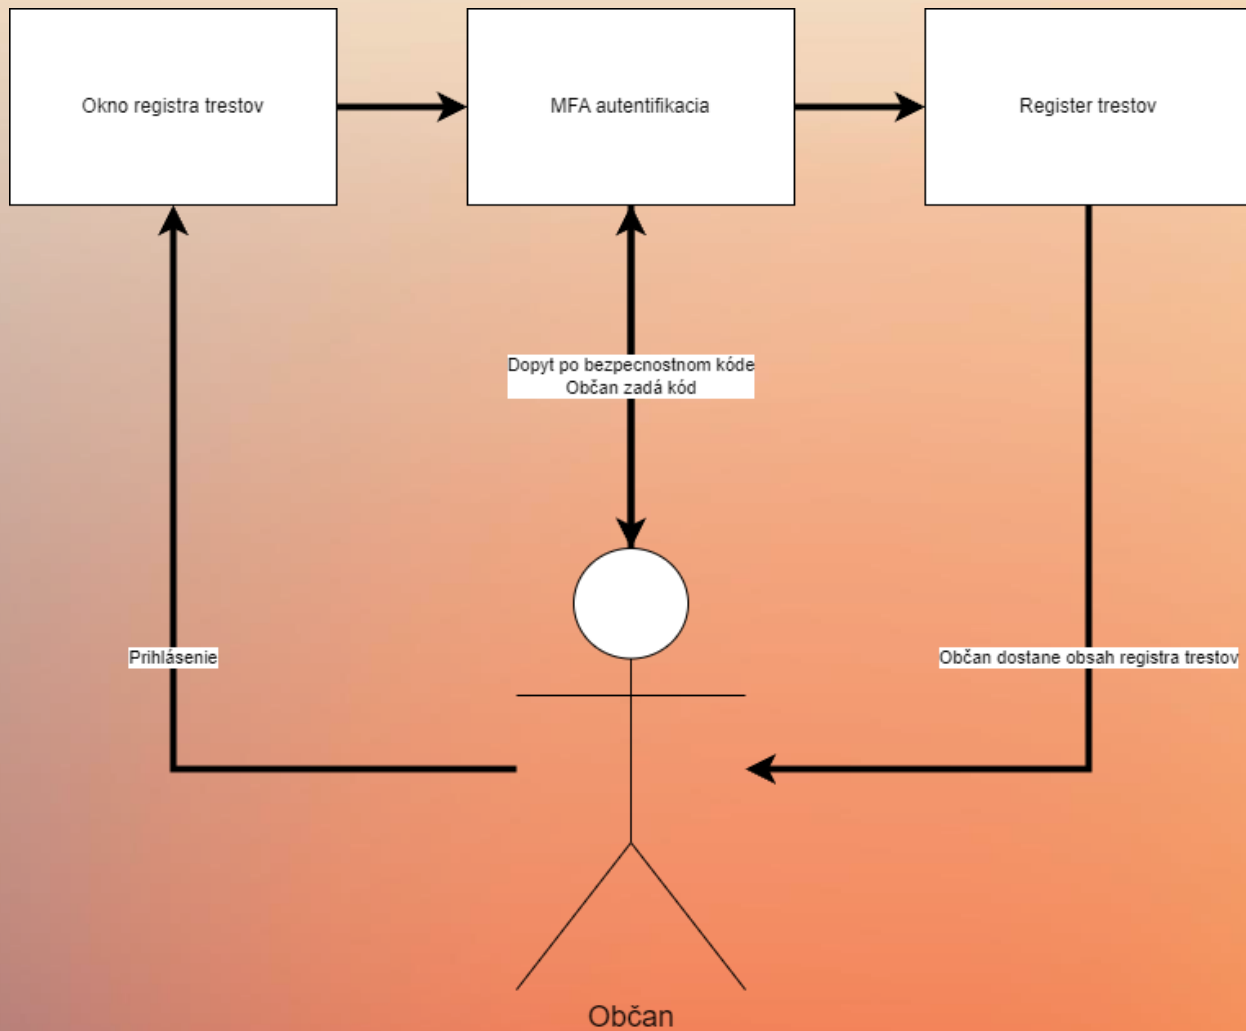 Okno registra trestov
MFA autentifikacia
Register trestov
Dopyt po bezpecnostnom kóde
Občan zadá kód
Prihlásenie
Občan dostane obsah registra trestov
Občan